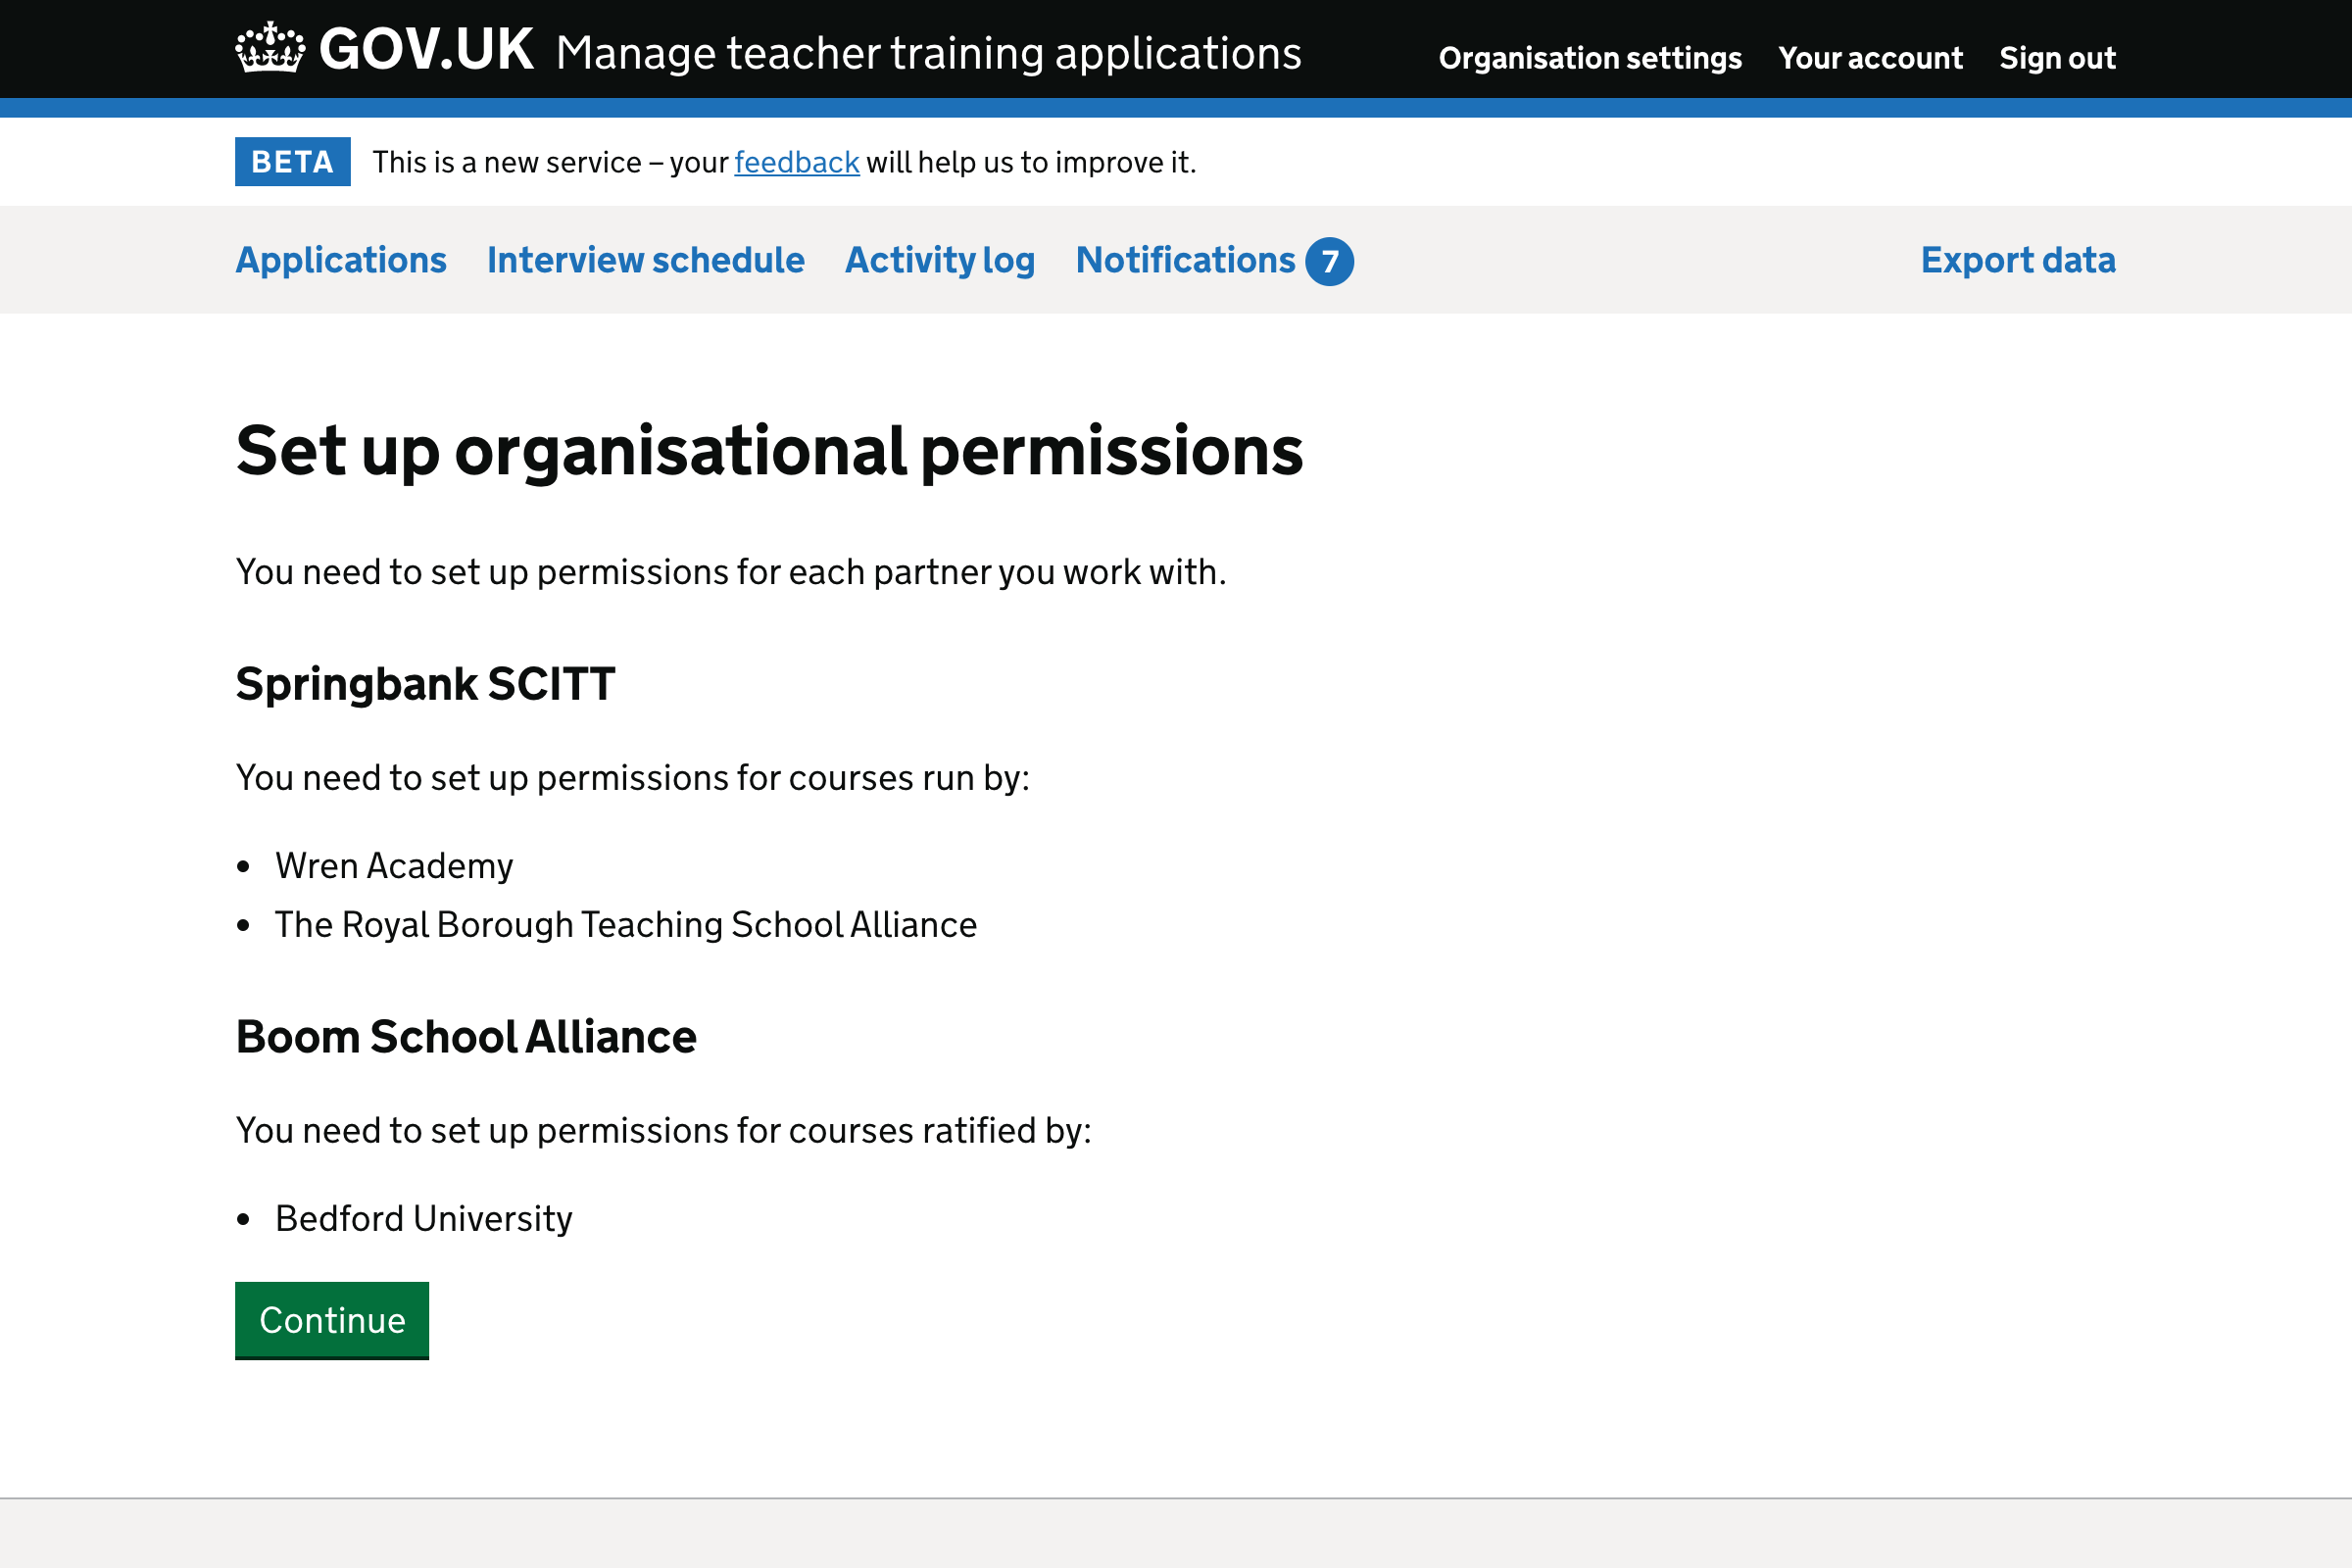 GOV.UK Manage teacher training applications Organisation settings Your account Sign out
BETA This is a new service – your feedback will help us to improve it.
Applications Interview schedule Activity log Notifications 7 Export data
Set up organisational permissions
You need to set up permissions for each partner you work with.
Springbank SCITT
You need to set up permissions for courses run by:
• Wren Academy
• The Royal Borough Teaching School Alliance
Boom School Alliance
You need to set up permissions for courses ratified by:
• Bedford University
Continue